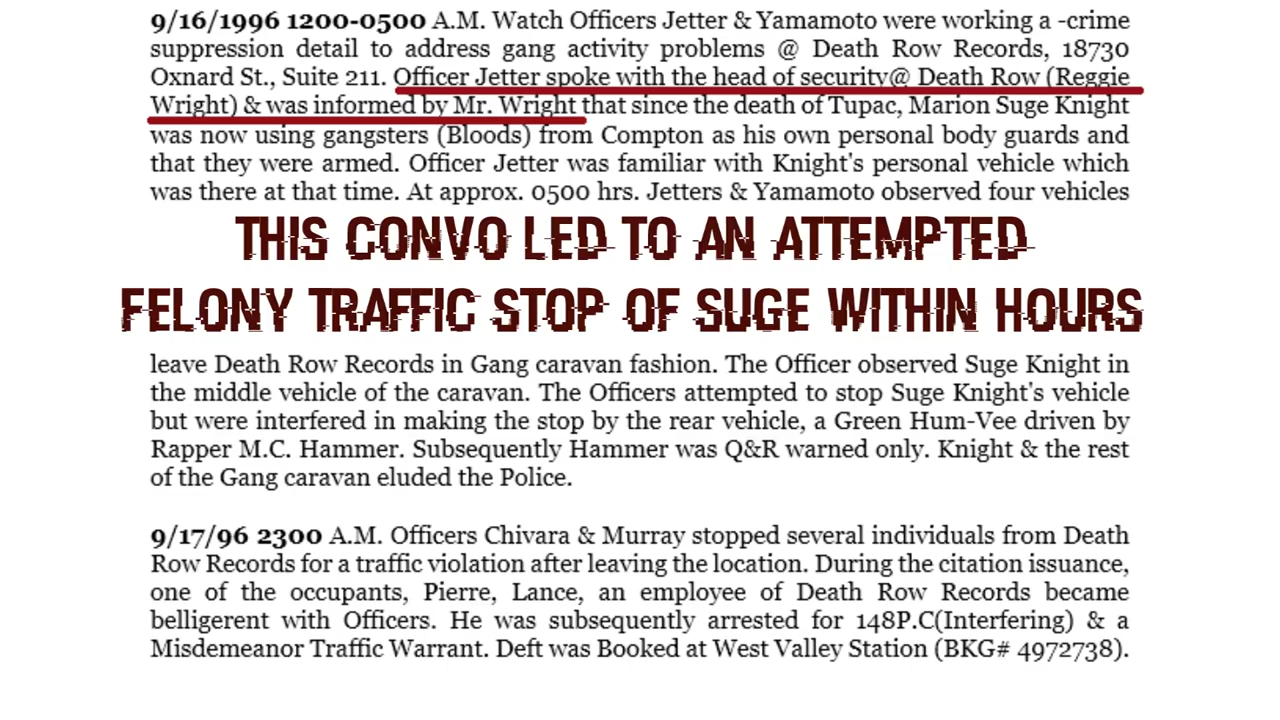 9/16/1996 1200-0500 A.M. Watch Officers Jetter & Yamamoto were working a -crime
suppression detail to address gang activity problems @ Death Row Records, 18730
Oxnard St., Suite 211. Officer Jetter spoke with the head of security@ Death Row (Reggie
Wright) & was informed by Mr. Wright that since the death of Tupac, Marion Suge Knight
was now using gangsters (Bloods) from Compton as his own personal body guards and
that they were armed. Officer Jetter was familiar with Knight's personal vehicle which
was there at that time. At approx. 0500 hrs. Jetters & Yamamoto observed four vehicles
THIS CONVO LED TO AN ATTEMPTED
FELONY TRAFFIC STOP OF SUGE WITHIN HOURS
leave Death Row Records in Gang caravan fashion. The Officer observed Suge Knight in
the middle vehicle of the caravan. The Officers attempted to stop Suge Knight's vehicle
but were interfered in making the stop by the rear vehicle, a Green Hum-Vee driven by
Rapper M.C. Hammer. Subsequently Hammer was Q&R warned only. Knight & the rest
of the Gang caravan eluded the Police.
9/17/96 2300 A.M. Officers Chivara & Murray stopped several individuals from Death
Row Records for a traffic violation after leaving the location. During the citation issuance,
one of the occupants, Pierre, Lance, an employee of Death Row Records became
belligerent with Officers. He was subsequently arrested for 148P.C(Interfering) & a
Misdemeanor Traffic Warrant. Deft was Booked at West Valley Station (BKG# 4972738).